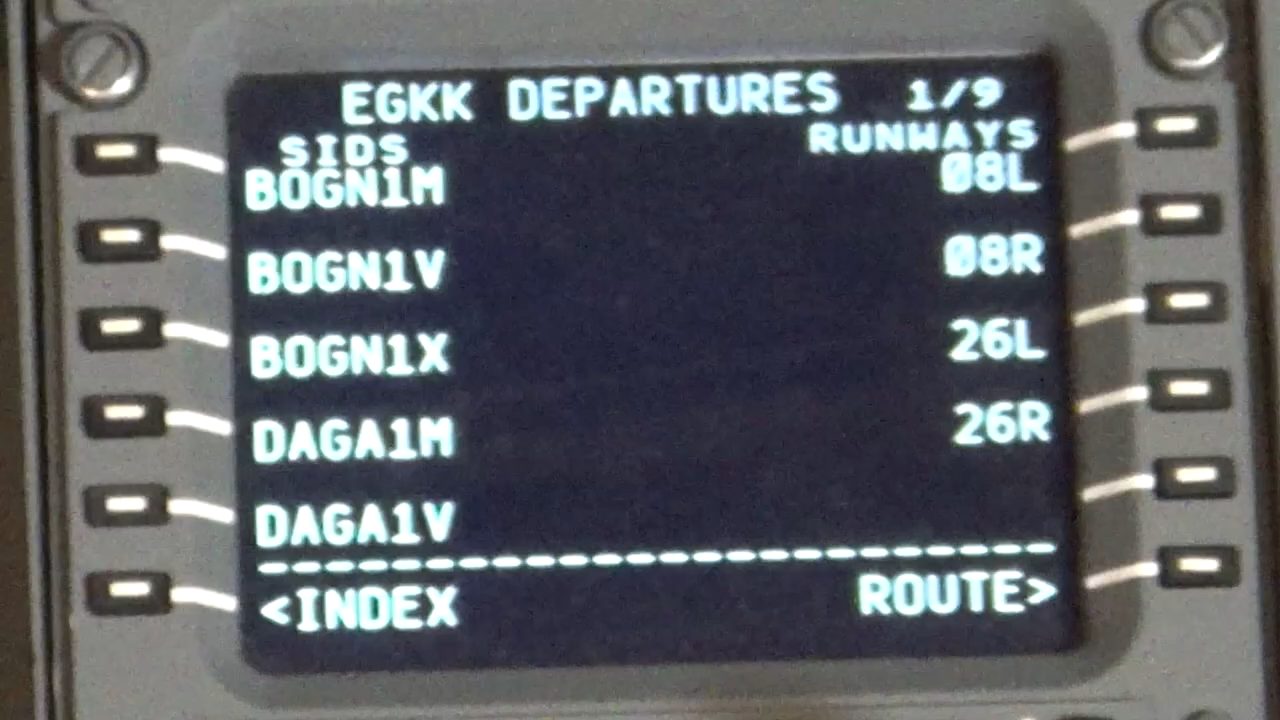 EGKK DEPARTURES 1/9
SIDS RUNWAYS
BOGN1M 08L
BOGN1V 08R
BOGN1X 26L
DAGA1M 26R
DAGA1V
------------------------
<INDEX ROUTE>